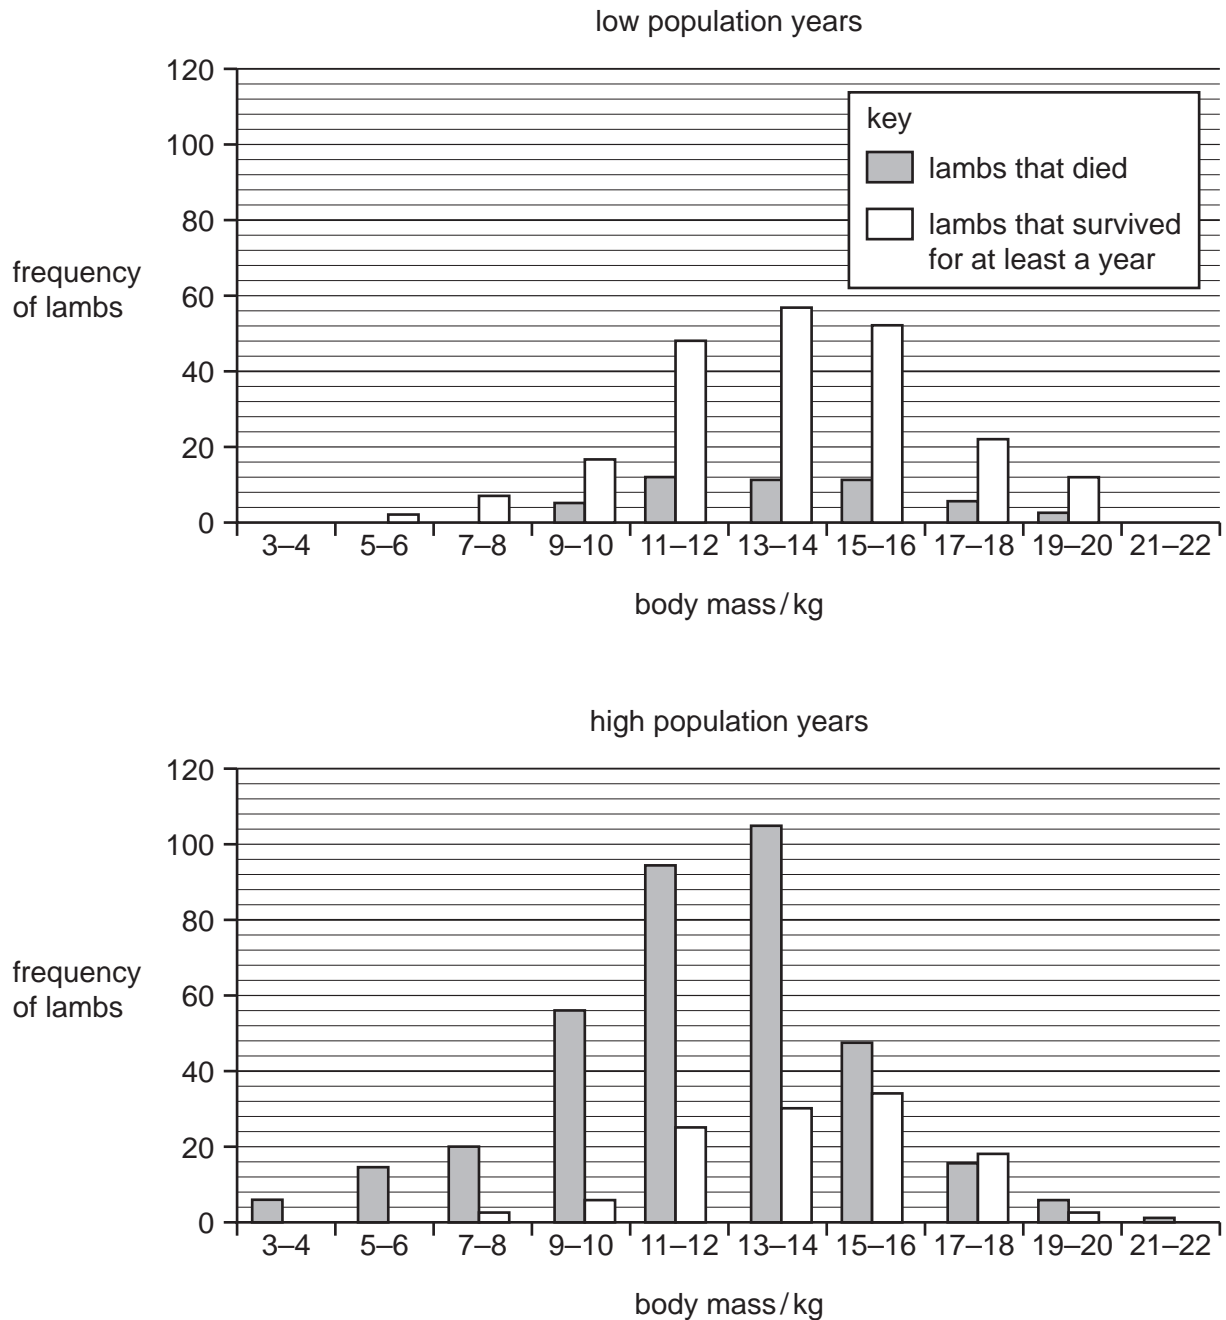 low population years
120
100
80
60
40
20
0
frequency
of lambs
key
lambs that died
lambs that survived
for at least a year
3–4 5–6 7–8 9–10 11–12 13–14 15–16 17–18 19–20 21–22
body mass / kg
high population years
120
100
80
60
40
20
0
frequency
of lambs
3–4 5–6 7–8 9–10 11–12 13–14 15–16 17–18 19–20 21–22
body mass / kg